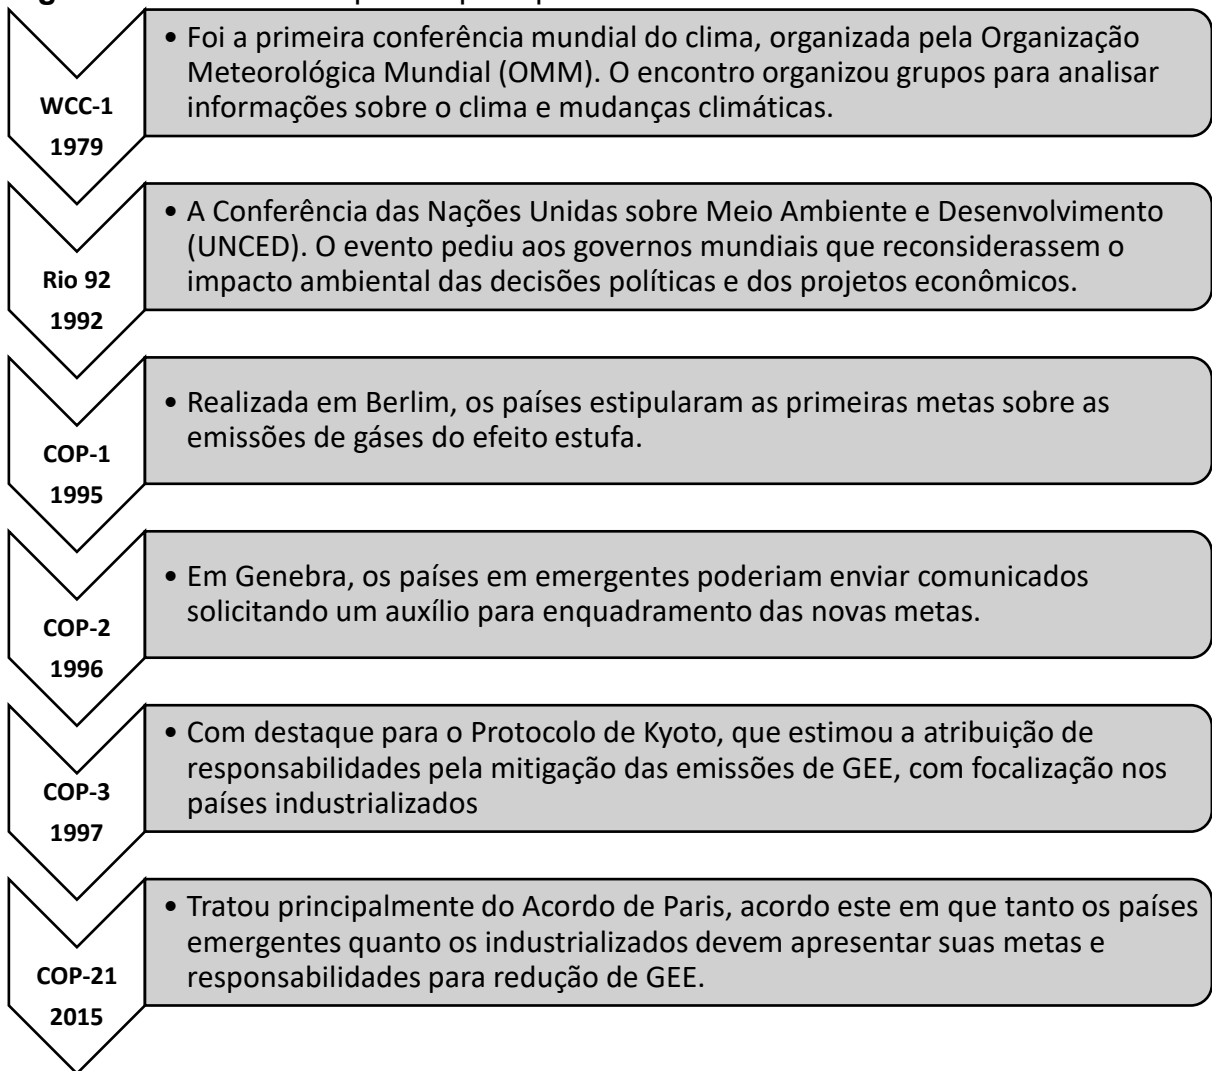 WCC-1
1979
• Foi a primeira conferência mundial do clima, organizada pela Organização
Meteorológica Mundial (OMM). O encontro organizou grupos para analisar
informações sobre o clima e mudanças climáticas.
Rio 92
1992
• A Conferência das Nações Unidas sobre Meio Ambiente e Desenvolvimento
(UNCED). O evento pediu aos governos mundiais que reconsiderassem o
impacto ambiental das decisões políticas e dos projetos econômicos.
COP-1
1995
• Realizada em Berlim, os países estipularam as primeiras metas sobre as
emissões de gáses do efeito estufa.
COP-2
1996
• Em Genebra, os países em emergentes poderiam enviar comunicados
solicitando um auxílio para enquadramento das novas metas.
COP-3
1997
• Com destaque para o Protocolo de Kyoto, que estimou a atribuição de
responsabilidades pela mitigação das emissões de GEE, com focalização nos
países industrializados
COP-21
2015
• Tratou principalmente do Acordo de Paris, acordo este em que tanto os países
emergentes quanto os industrializados devem apresentar suas metas e
responsabilidades para redução de GEE.